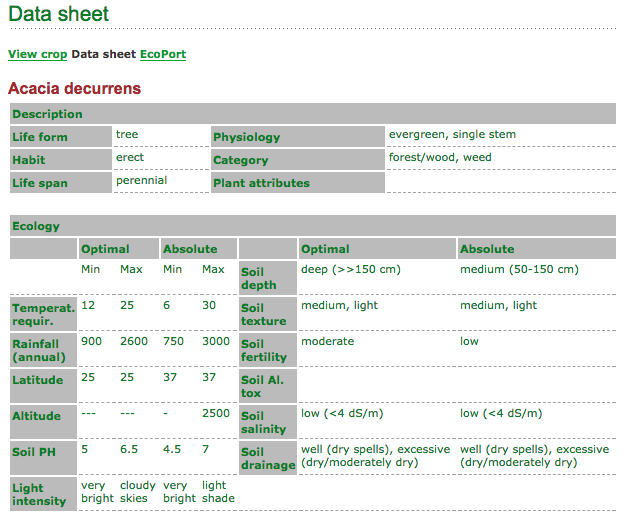 Data sheet
View crop Data sheet EcoPort
Acacia decurrens
Description
Life form tree Physiology evergreen, single stem
Habit erect Category forest/wood, weed
Life span perennial Plant attributes
Ecology
Optimal Absolute Optimal Absolute
Min Max Min Max Soil depth deep (>>150 cm) medium (50-150 cm)
Temperat. requir. 12 25 6 30 Soil texture medium, light medium, light
Rainfall (annual) 900 2600 750 3000 Soil fertility moderate low
Latitude 25 25 37 37 Soil Al. tox
Altitude --- --- - 2500 Soil salinity low (<4 dS/m) low (<4 dS/m)
Soil PH 5 6.5 4.5 7 Soil drainage well (dry spells), excessive (dry/moderately dry) well (dry spells), excessive (dry/moderately dry)
Light intensity very bright cloudy skies very bright light shade